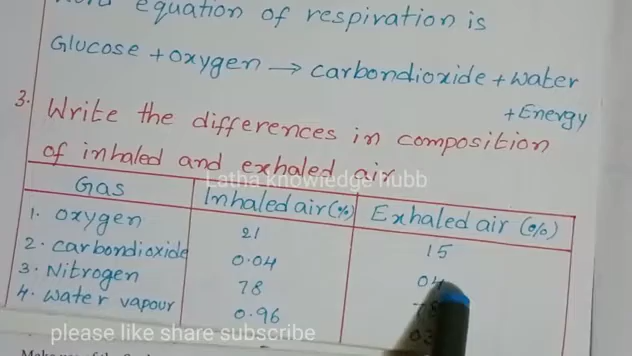 equation of respiration is
Glucose + oxygen → carbondioxide + water
+ Energy
3. Write the differences in composition
of inhaled and exhaled air
Latha knowledge hubb
Gas Inhaled air (%) Exhaled air (%)
1. oxygen 21 15
2. carbondioxide 0.04 04
3. Nitrogen 78 78
4. water vapour 0.96
please like share subscribe